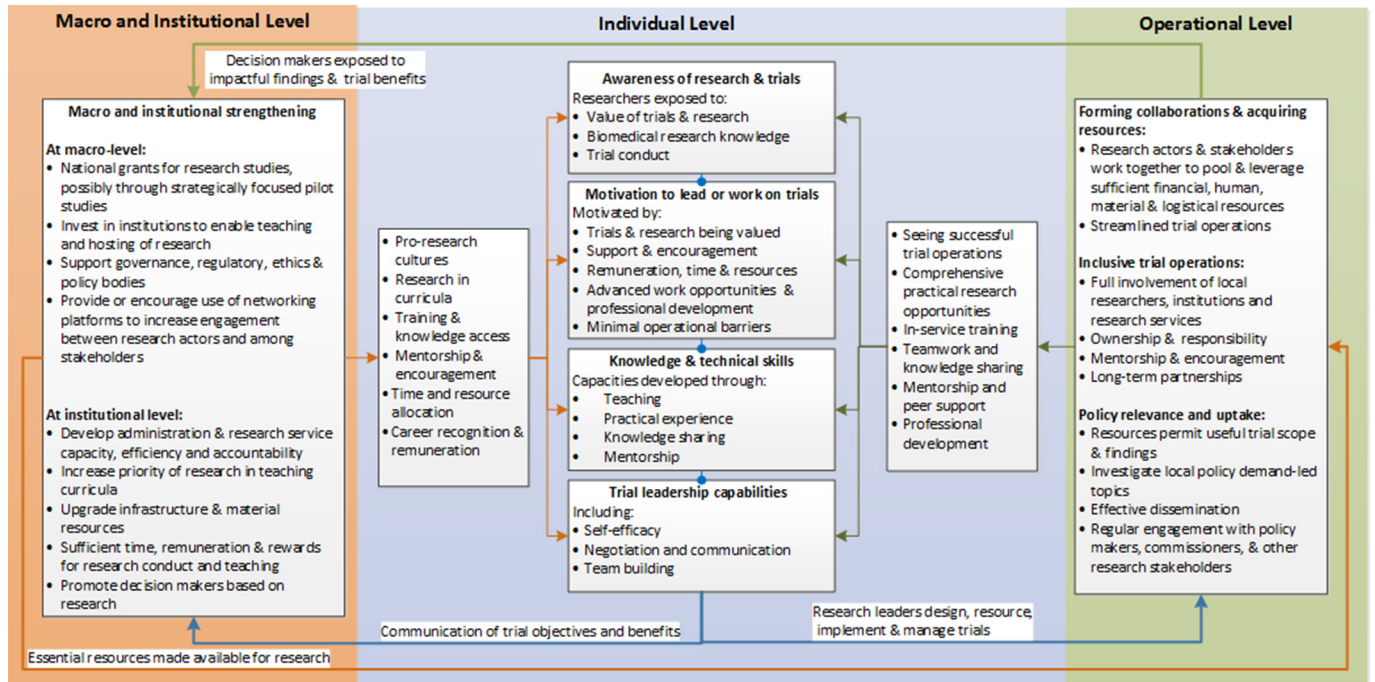 Macro and Institutional Level
Individual Level
Operational Level
Decision makers exposed to
impactful findings & trial benefits
Macro and institutional strengthening
At macro-level:
• National grants for research studies,
possibly through strategically focused pilot
studies
• Invest in institutions to enable teaching
and hosting of research
• Support governance, regulatory, ethics &
policy bodies
• Provide or encourage use of networking
platforms to increase engagement
between research actors and among
stakeholders
At institutional level:
• Develop administration & research service
capacity, efficiency and accountability
• Increase priority of research in teaching
curricula
• Upgrade infrastructure & material
resources
• Sufficient time, remuneration & rewards
for research conduct and teaching
• Promote decision makers based on
research
• Pro-research
cultures
• Research in
curricula
• Training &
knowledge access
• Mentorship &
encouragement
• Time and resource
allocation
• Career recognition &
remuneration
Awareness of research & trials
Researchers exposed to:
• Value of trials & research
• Biomedical research knowledge
• Trial conduct
Motivation to lead or work on trials
Motivated by:
• Trials & research being valued
• Support & encouragement
• Remuneration, time & resources
• Advanced work opportunities &
professional development
• Minimal operational barriers
Knowledge & technical skills
Capacities developed through:
• Teaching
• Practical experience
• Knowledge sharing
• Mentorship
Trial leadership capabilities
Including:
• Self-efficacy
• Negotiation and communication
• Team building
• Seeing successful
trial operations
• Comprehensive
practical research
opportunities
• In-service training
• Teamwork and
knowledge sharing
• Mentorship and
peer support
• Professional
development
Forming collaborations & acquiring
resources:
• Research actors & stakeholders
work together to pool & leverage
sufficient financial, human,
material & logistical resources
• Streamlined trial operations
Inclusive trial operations:
• Full involvement of local
researchers, institutions and
research services
• Ownership & responsibility
• Mentorship & encouragement
• Long-term partnerships
Policy relevance and uptake:
• Resources permit useful trial scope
& findings
• Investigate local policy demand-led
topics
• Effective dissemination
• Regular engagement with policy
makers, commissioners, & other
research stakeholders
Communication of trial objectives and benefits
Research leaders design, resource,
implement & manage trials
Essential resources made available for research